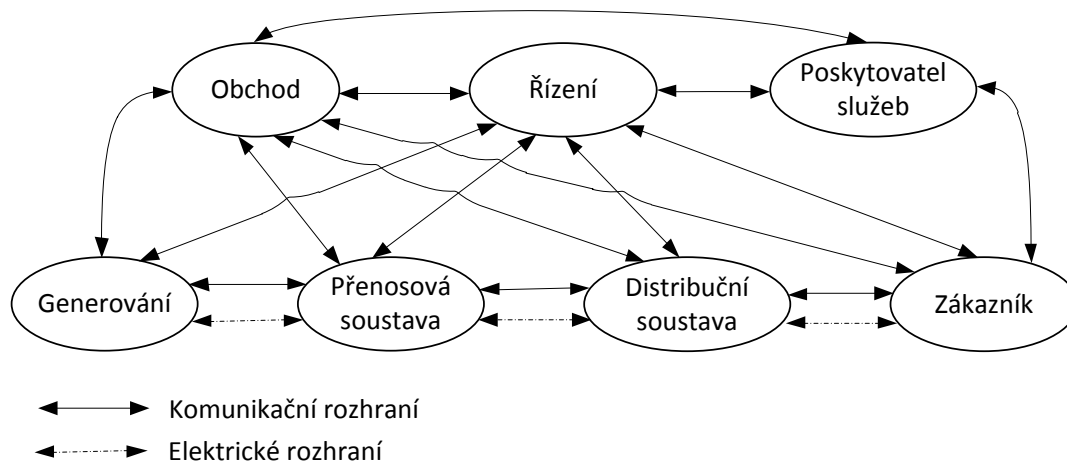 Obchod
Řízení
Poskytovatel
služeb
Generování
Přenosová
soustava
Distribuční
soustava
Zákazník
Komunikační rozhraní
Elektrické rozhraní